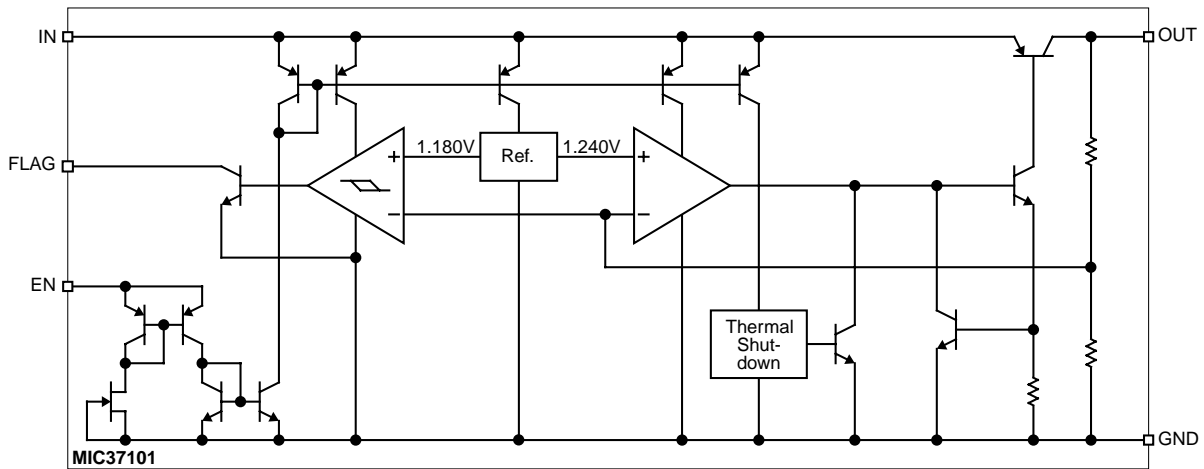 IN
OUT
FLAG
+
1.180V
Ref.
1.240V
+
−
−
EN
Thermal
Shut-
down
GND
MIC37101